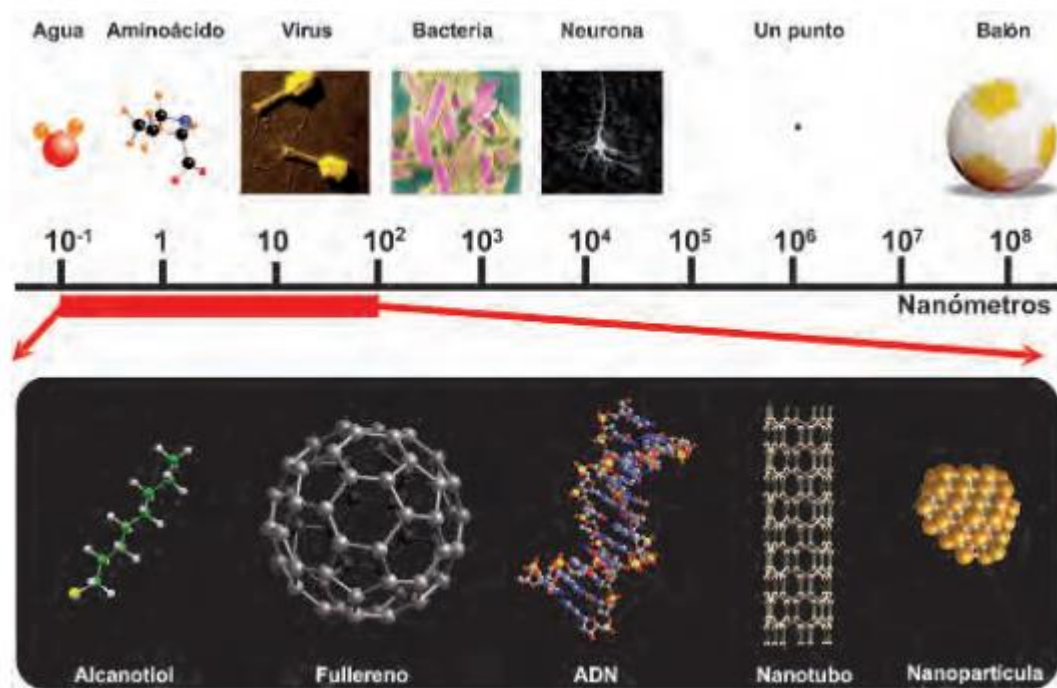 Agua Aminoácido Virus Bacteria Neurona Un punto Balón
10⁻¹ 1 10 10² 10³ 10⁴ 10⁵ 10⁶ 10⁷ 10⁸
Nanómetros
Alcanotiol Fullereno ADN Nanotubo Nanopartícula